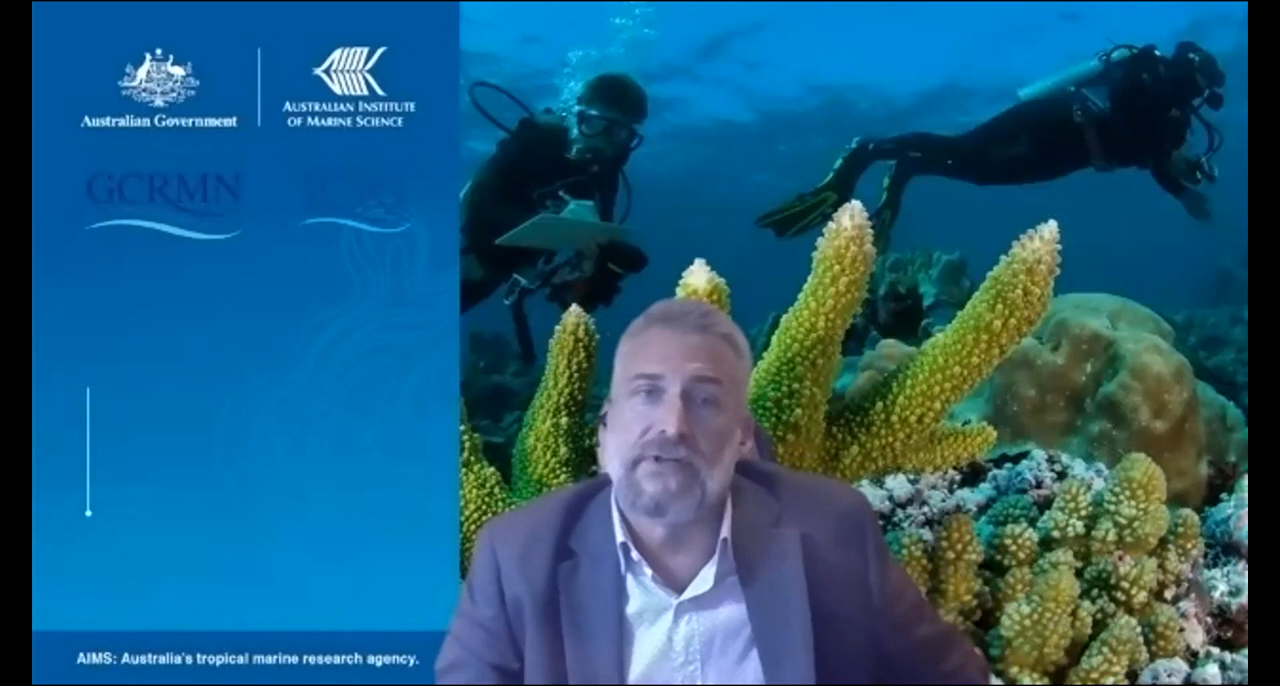 Australian Government
AUSTRALIAN INSTITUTE
OF MARINE SCIENCE
GCRMN
AIMS: Australia's tropical marine research agency.